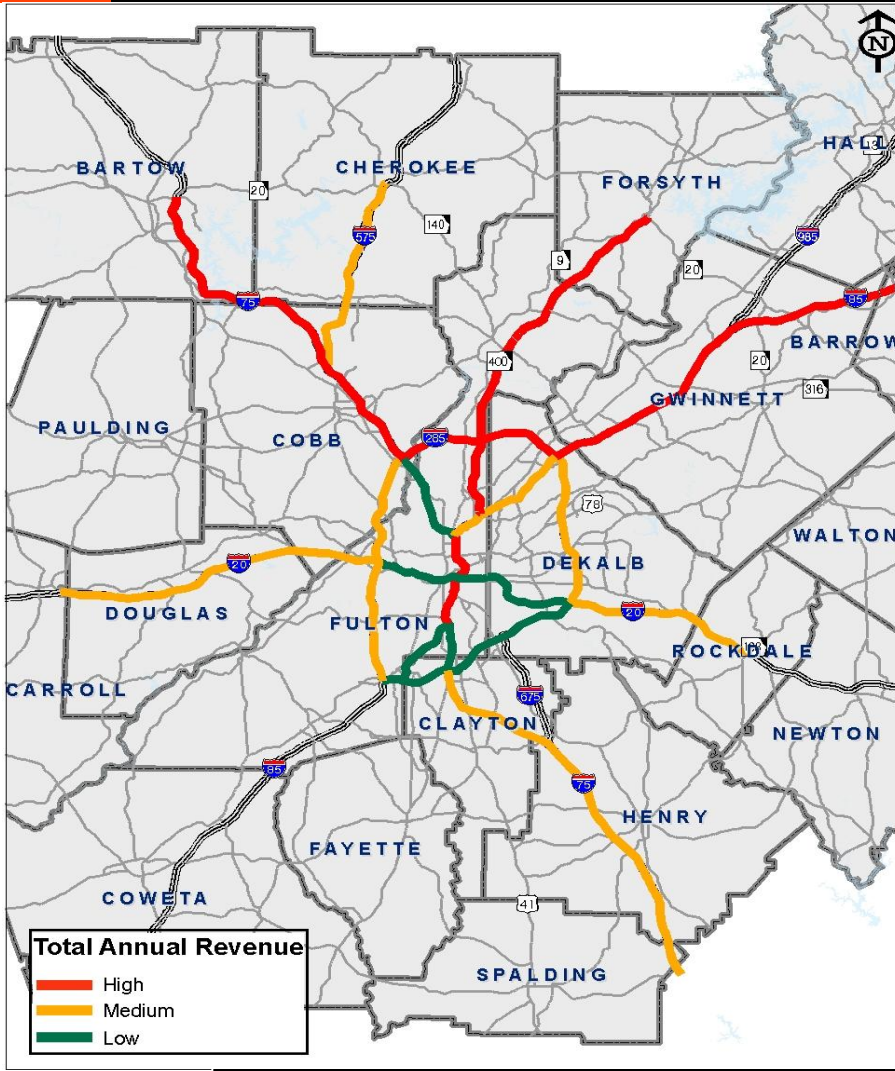 N
HALL
13
BARTOW
CHEROKEE
FORSYTH
20
140
575
985
9
20
75
85
BARROW
400
20
316
GWINNETT
PAULDING
COBB
285
78
WALTON
20
DEKALB
DOUGLAS
FULTON
20
ROCKDALE
CARROLL
675
CLAYTON
NEWTON
85
75
HENRY
FAYETTE
COWETA
41
SPALDING
Total Annual Revenue
High
Medium
Low